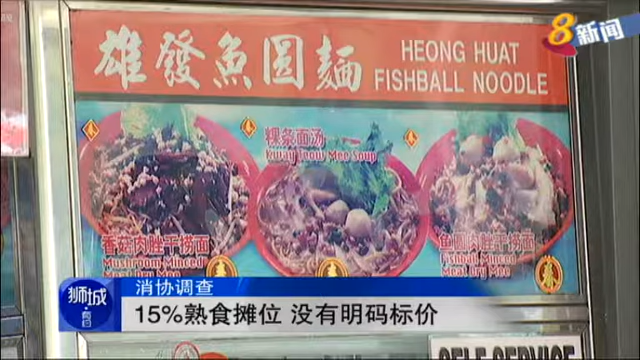 8新闻
雄發魚圓麵
HEONG HUAT
FISHBALL NOODLE
粿条面汤
Kway Teow Mee Soup
香菇肉脞干捞面
Mushroom Minced
Meat Dry Mee
鱼圆肉脞干捞面
Fishball Minced
Meat Dry Mee
狮城
消协调查
15%熟食摊位 没有明码标价
SELF SERVICE